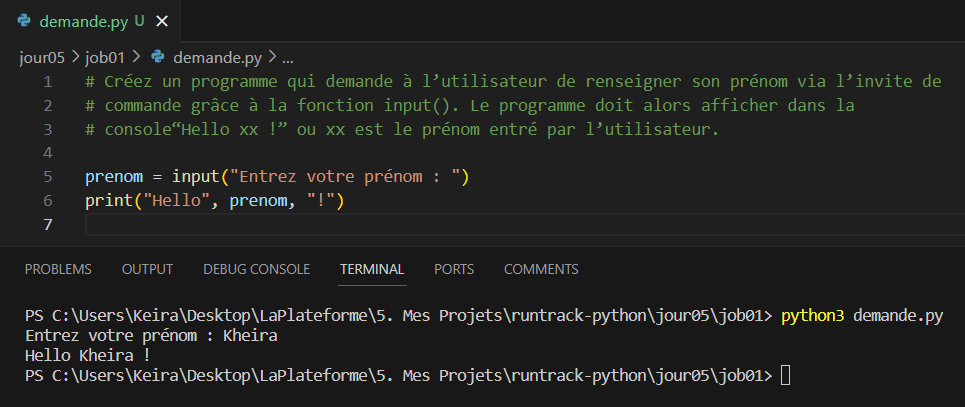 demande.py U
jour05 > job01 > demande.py > ...
1 # Créez un programme qui demande à l’utilisateur de renseigner son prénom via l’invite de
2 # commande grâce à la fonction input(). Le programme doit alors afficher dans la
3 # console“Hello xx !” ou xx est le prénom entré par l’utilisateur.
4
5 prenom = input("Entrez votre prénom : ")
6 print("Hello", prenom, "!")
7
PROBLEMS OUTPUT DEBUG CONSOLE TERMINAL PORTS COMMENTS
PS C:\Users\Keira\Desktop\LaPlateforme\5. Mes Projets\runtrack-python\jour05\job01> python3 demande.py
Entrez votre prénom : Kheira
Hello Kheira !
PS C:\Users\Keira\Desktop\LaPlateforme\5. Mes Projets\runtrack-python\jour05\job01>